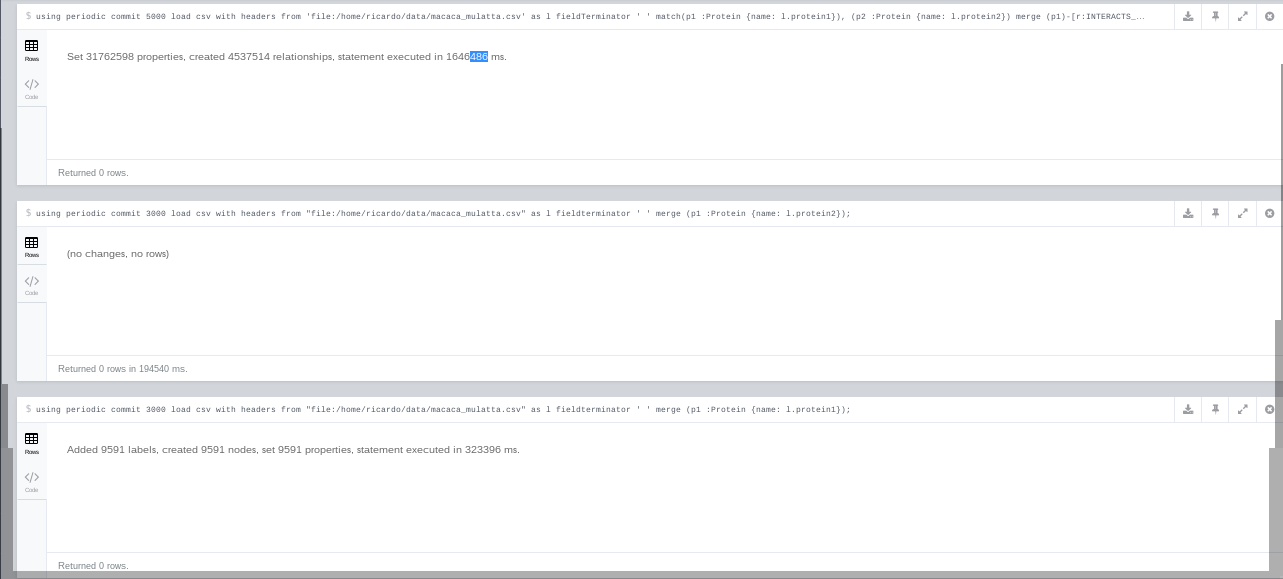 $ using periodic commit 5000 load csv with headers from 'file:/home/ricardo/data/macaca_mulatta.csv' as l fieldTerminator ' ' match(p1 :Protein {name: l.protein1}), (p2 :Protein {name: l.protein2}) merge (p1)-[r:INTERACTS_...
Rows
Set 31762598 properties, created 4537514 relationships, statement executed in 1646486 ms.
</>
Code
Returned 0 rows.
$ using periodic commit 3000 load csv with headers from "file:/home/ricardo/data/macaca_mulatta.csv" as l fieldterminator ' ' merge (p1 :Protein {name: l.protein2});
Rows
(no changes, no rows)
</>
Code
Returned 0 rows in 194540 ms.
$ using periodic commit 3000 load csv with headers from "file:/home/ricardo/data/macaca_mulatta.csv" as l fieldterminator ' ' merge (p1 :Protein {name: l.protein1});
Rows
Added 9591 labels, created 9591 nodes, set 9591 properties, statement executed in 323396 ms.
</>
Code
Returned 0 rows.